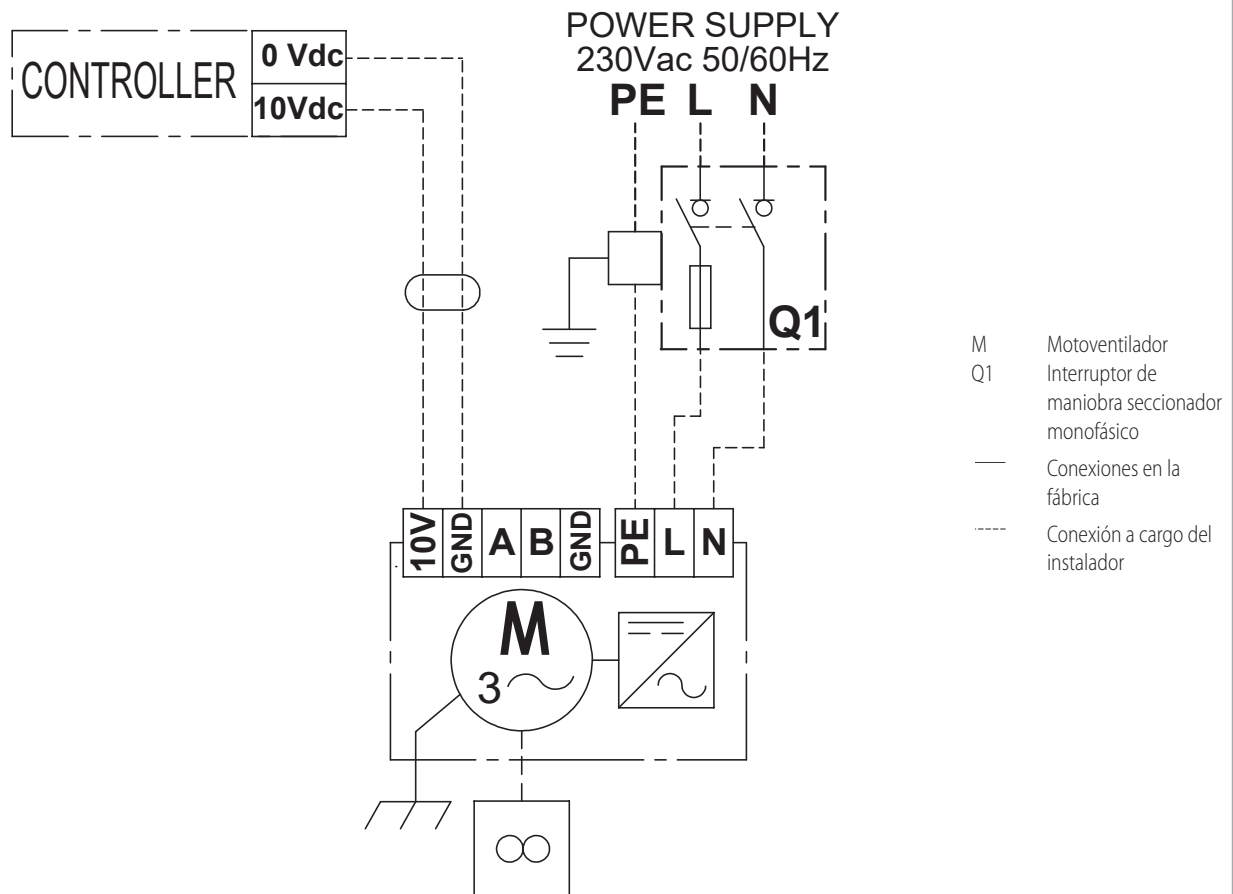 POWER SUPPLY
230Vac 50/60Hz
PE L N
CONTROLLER
0 Vdc
10Vdc
Q1
10V GND A B GND PE L N
M
3
M Motoventilador
Q1 Interruptor de
maniobra seccionador
monofásico
Conexiones en la
fábrica
Conexión a cargo del
instalador